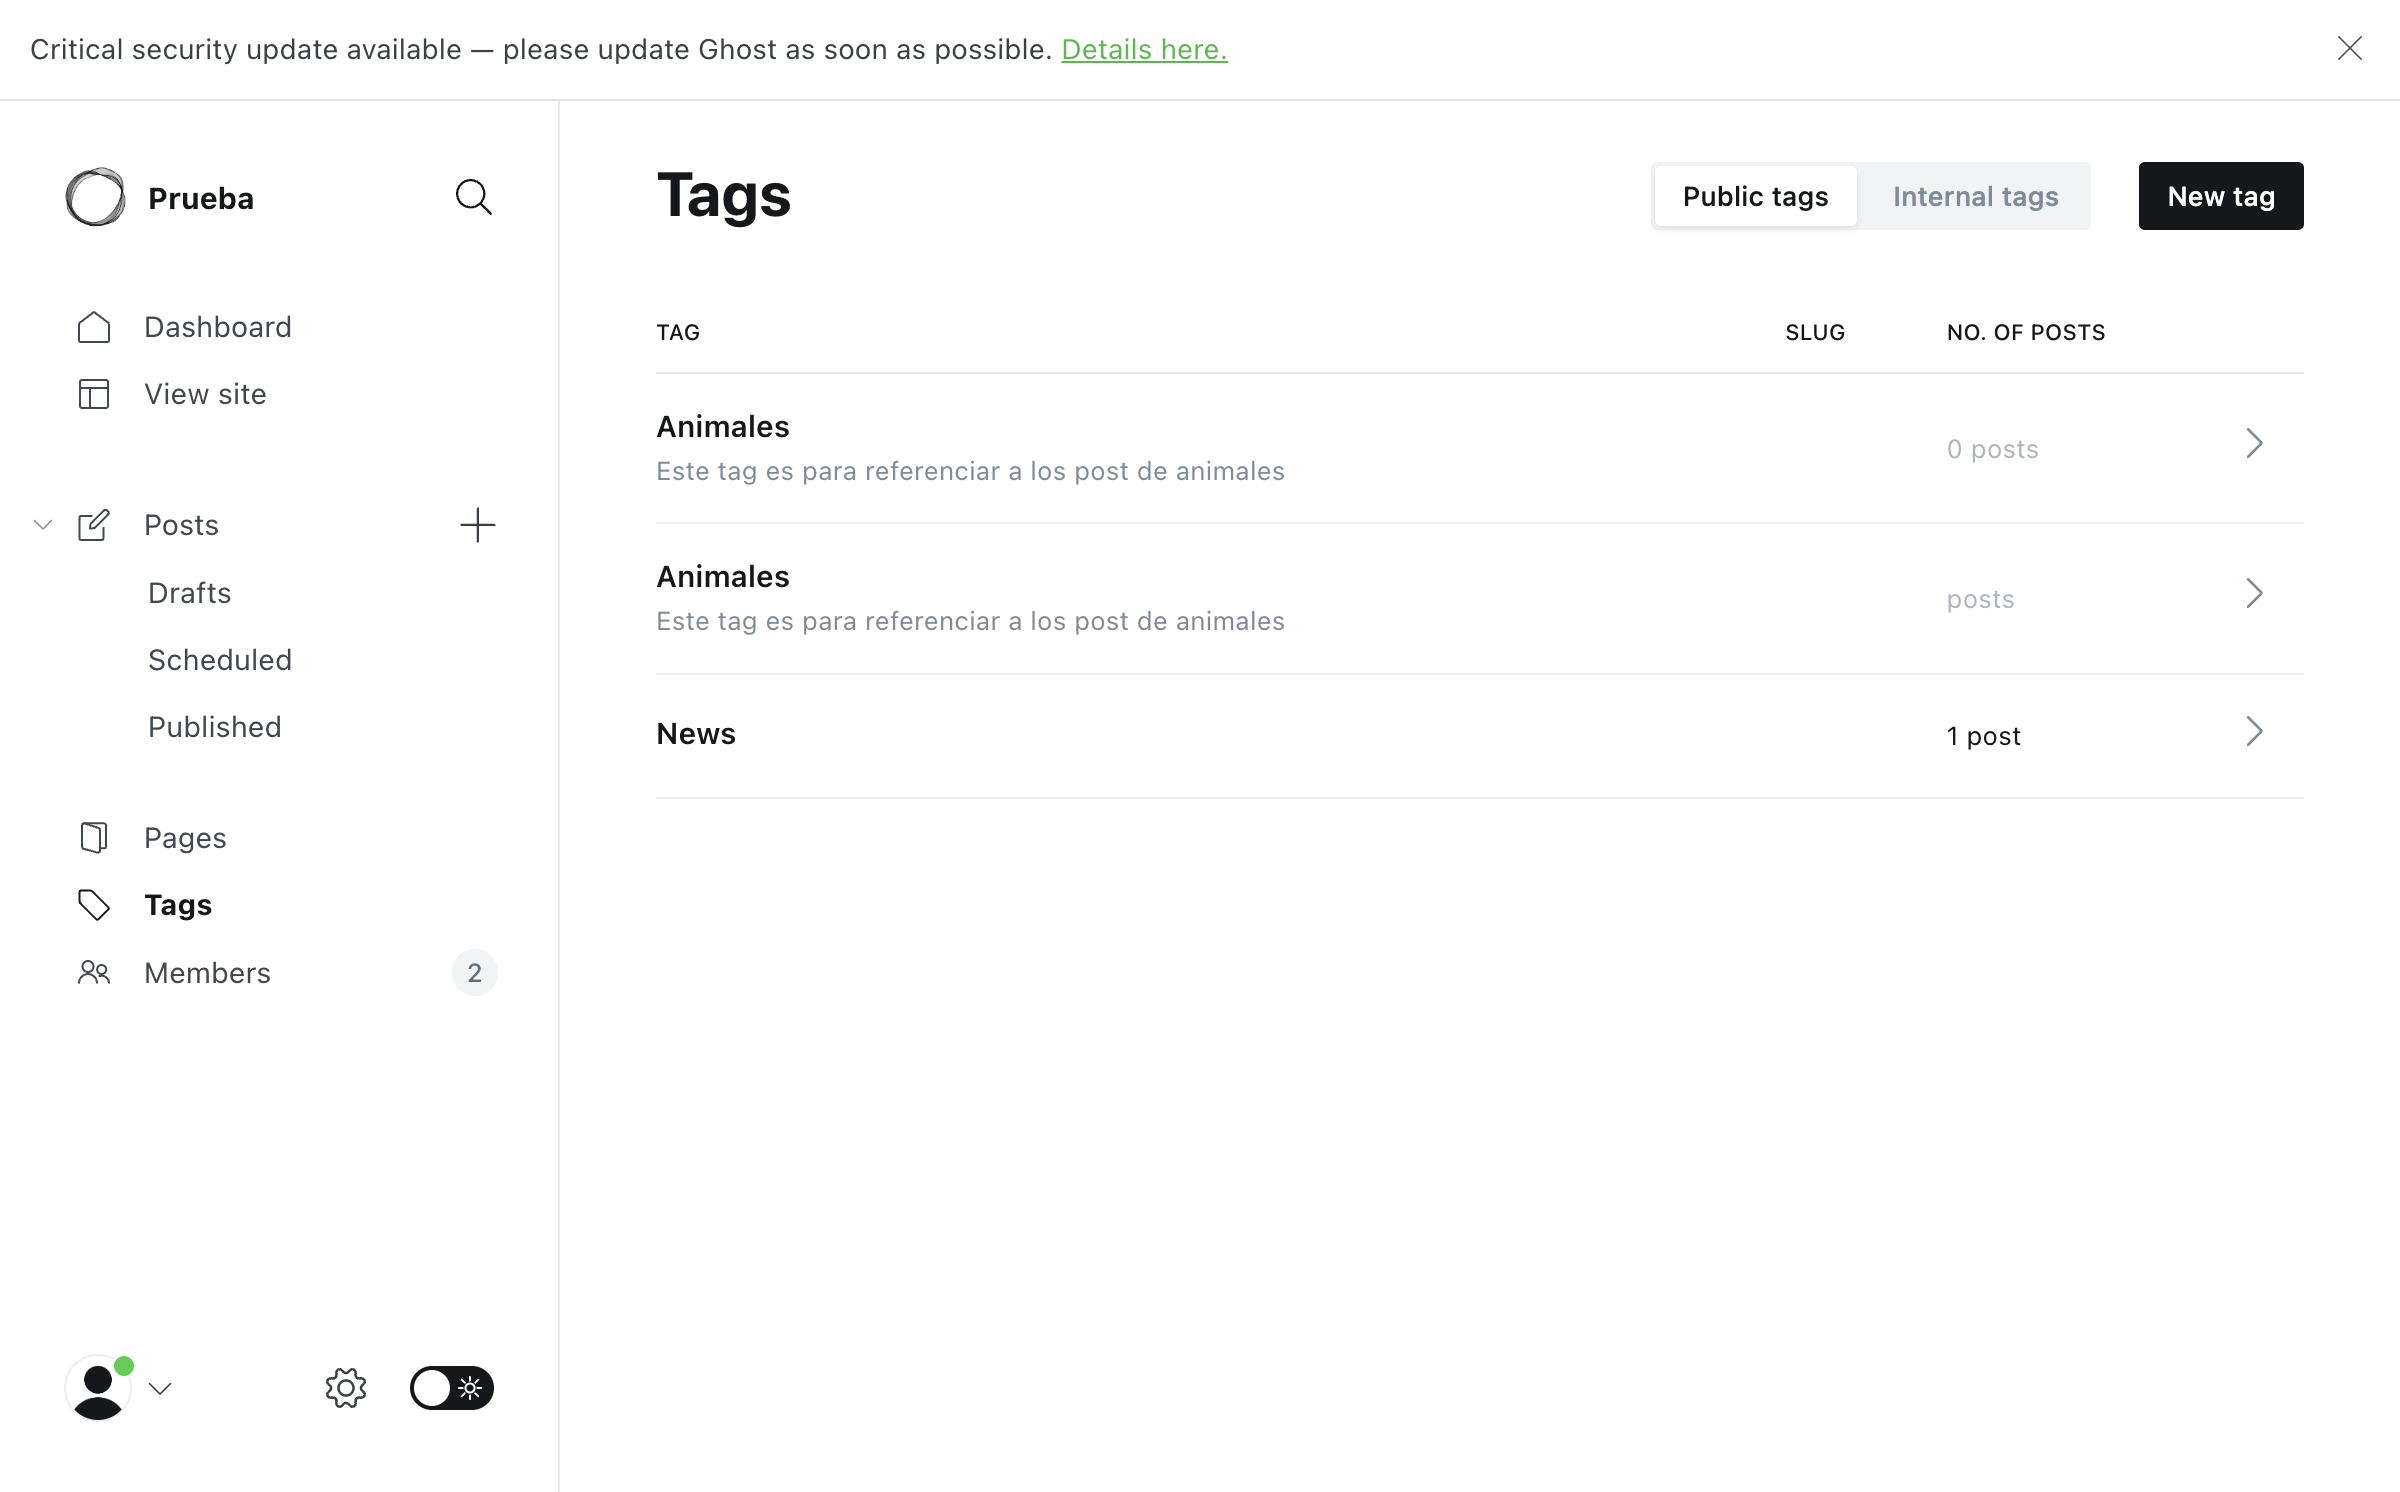 Critical security update available — please update Ghost as soon as possible. Details here.
Prueba
Dashboard
View site
Posts
Drafts
Scheduled
Published
Pages
Tags
Members
2
Tags
Public tags
Internal tags
New tag
TAG
SLUG
NO. OF POSTS
Animales
Este tag es para referenciar a los post de animales
0 posts
Animales
Este tag es para referenciar a los post de animales
posts
News
1 post